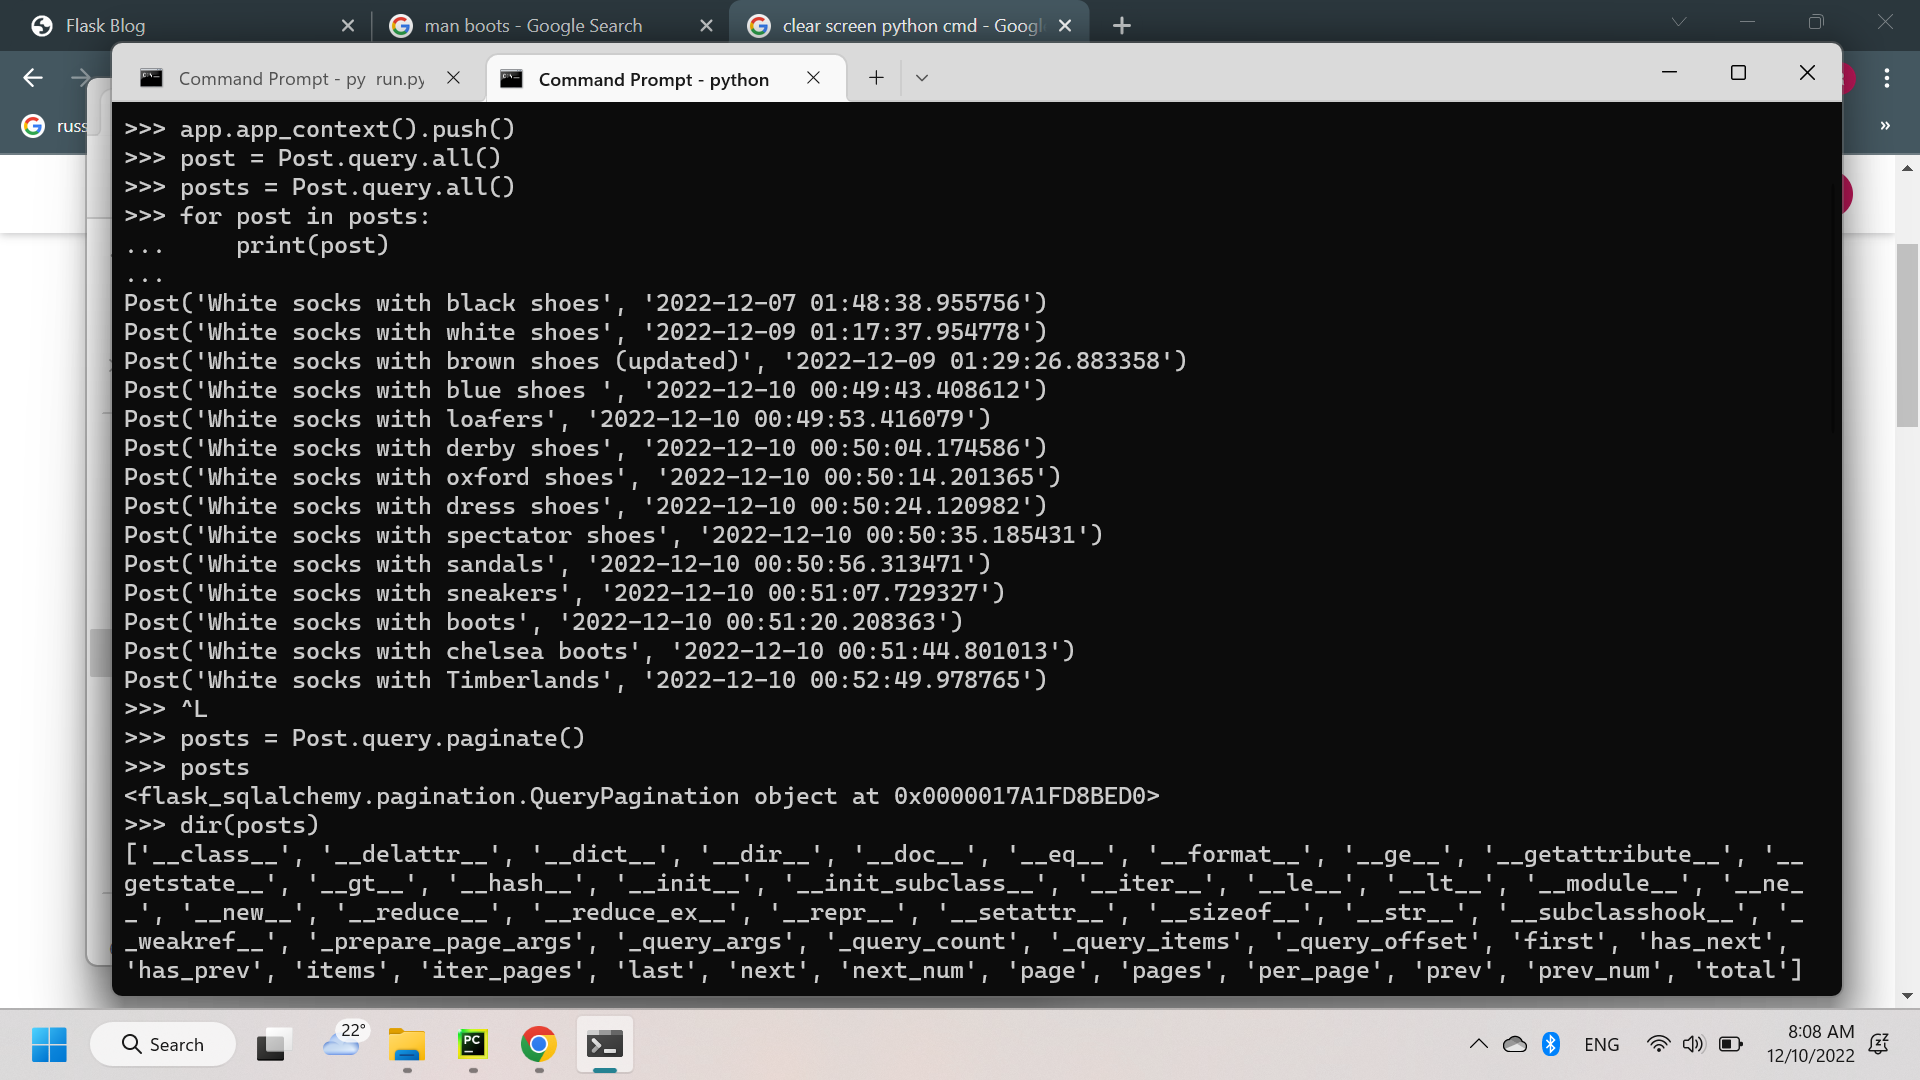 Flask Blog
man boots - Google Search
clear screen python cmd - Googl
russ
Command Prompt - py  run.py
Command Prompt - python
>>> app.app_context().push()
>>> post = Post.query.all()
>>> posts = Post.query.all()
>>> for post in posts:
...     print(post)
...
Post('White socks with black shoes', '2022-12-07 01:48:38.955756')
Post('White socks with white shoes', '2022-12-09 01:17:37.954778')
Post('White socks with brown shoes (updated)', '2022-12-09 01:29:26.883358')
Post('White socks with blue shoes ', '2022-12-10 00:49:43.408612')
Post('White socks with loafers', '2022-12-10 00:49:53.416079')
Post('White socks with derby shoes', '2022-12-10 00:50:04.174586')
Post('White socks with oxford shoes', '2022-12-10 00:50:14.201365')
Post('White socks with dress shoes', '2022-12-10 00:50:24.120982')
Post('White socks with spectator shoes', '2022-12-10 00:50:35.185431')
Post('White socks with sandals', '2022-12-10 00:50:56.313471')
Post('White socks with sneakers', '2022-12-10 00:51:07.729327')
Post('White socks with boots', '2022-12-10 00:51:20.208363')
Post('White socks with chelsea boots', '2022-12-10 00:51:44.801013')
Post('White socks with Timberlands', '2022-12-10 00:52:49.978765')
>>> ^L
>>> posts = Post.query.paginate()
>>> posts
<flask_sqlalchemy.pagination.QueryPagination object at 0x0000017A1FD8BED0>
>>> dir(posts)
['__class__', '__delattr__', '__dict__', '__dir__', '__doc__', '__eq__', '__format__', '__ge__', '__getattribute__', '__
getstate__', '__gt__', '__hash__', '__init__', '__init_subclass__', '__iter__', '__le__', '__lt__', '__module__', '__ne_
_', '__new__', '__reduce__', '__reduce_ex__', '__repr__', '__setattr__', '__sizeof__', '__str__', '__subclasshook__', '_
_weakref__', '_prepare_page_args', '_query_args', '_query_count', '_query_items', '_query_offset', 'first', 'has_next',
'has_prev', 'items', 'iter_pages', 'last', 'next', 'next_num', 'page', 'pages', 'per_page', 'prev', 'prev_num', 'total']
Search
22°
PC
ENG
8:08 AM
12/10/2022